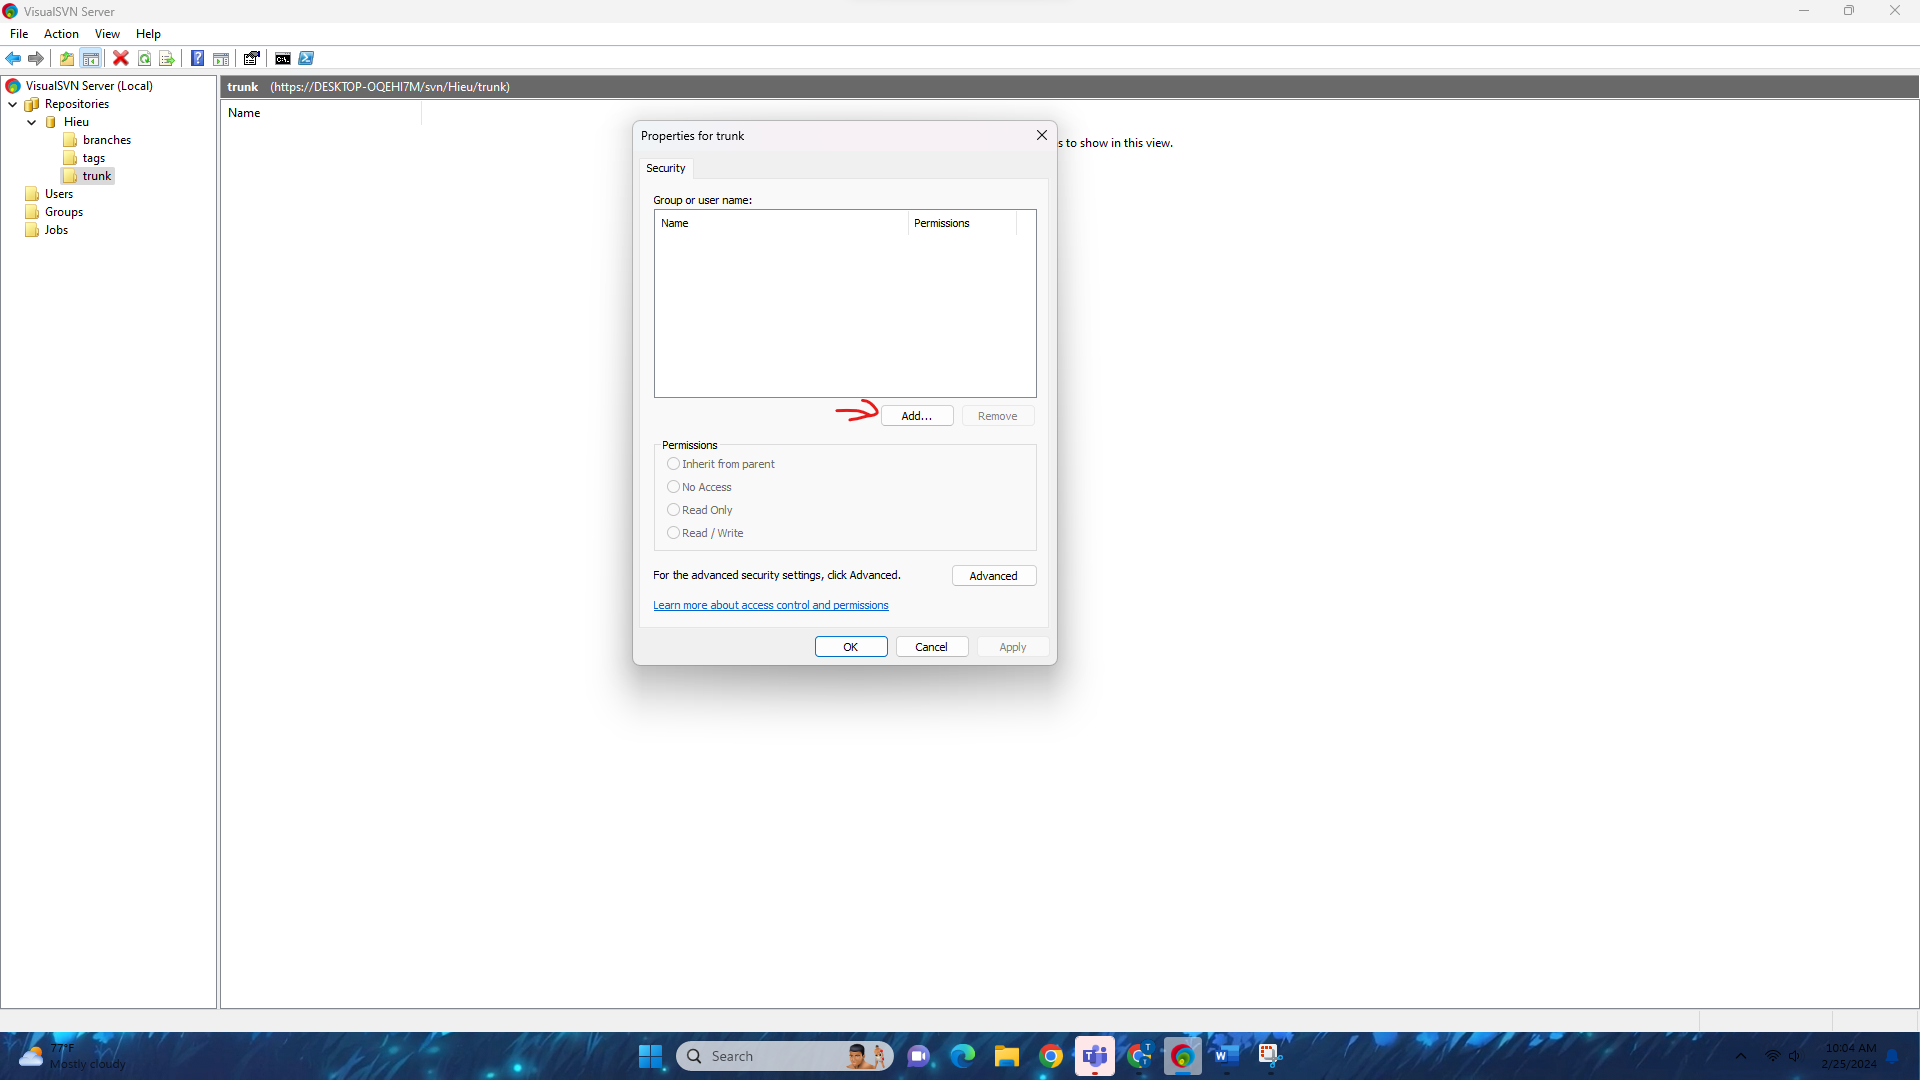 VisualSVN Server
File Action View Help
VisualSVN Server (Local)
Repositories
Hieu
branches
tags
trunk
Users
Groups
Jobs
trunk (https://DESKTOP-OQEHI7M/svn/Hieu/trunk)
Name
s to show in this view.
Properties for trunk
Security
Group or user name:
Name Permissions
Add... Remove
Permissions
Inherit from parent
No Access
Read Only
Read / Write
For the advanced security settings, click Advanced. Advanced
Learn more about access control and permissions
OK Cancel Apply
77°F
Mostly cloudy
Search
10:04 AM
2/25/2024